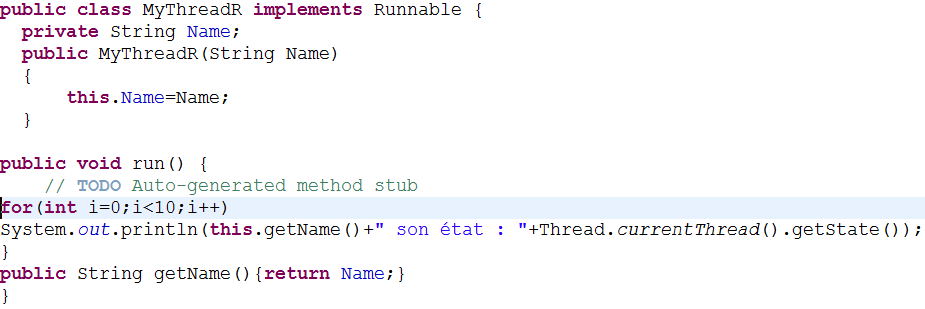 public class MyThreadR implements Runnable {
private String Name;
public MyThreadR(String Name)
{
this.Name=Name;
}
public void run() {
// TODO Auto-generated method stub
for(int i=0;i<10;i++)
System.out.println(this.getName()+" son état : "+Thread.currentThread().getState());
}
public String getName(){return Name;}
}